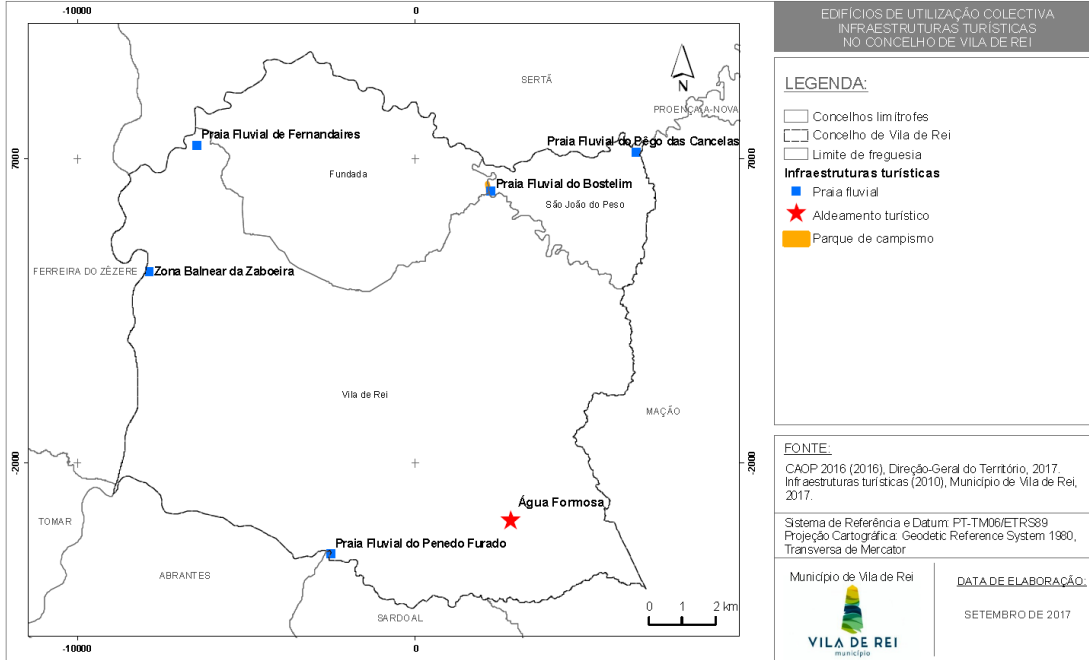 -10000
0
EDIFÍCIOS DE UTILIZAÇÃO COLECTIVA
INFRAESTRUTURAS TURÍSTICAS
NO CONCELHO DE VILA DE REI
SERTÃ
N
PROENÇA-A-NOVA
Praia Fluvial de Fernandaires
Praia Fluvial do Pêgo das Cancelas
7000
7000
Fundada
Praia Fluvial do Bostelim
São João do Peso
FERREIRA DO ZÊZERE
Zona Balnear da Zaboeira
Vila de Rei
MAÇÃO
-2000
-2000
Água Formosa
TOMAR
Praia Fluvial do Penedo Furado
ABRANTES
SARDOAL
0 1 2 km
-10000
0
LEGENDA:
Concelhos limítrofes
Concelho de Vila de Rei
Limite de freguesia
Infraestruturas turísticas
Praia fluvial
Aldeamento turístico
Parque de campismo
FONTE:
CAOP 2016 (2016), Direção-Geral do Território, 2017.
Infraestruturas turísticas (2010), Município de Vila de Rei,
2017.
Sistema de Referência e Datum: PT-TM06/ETRS89
Projeção Cartográfica: Geodetic Reference System 1980,
Transversa de Mercator
Município de Vila de Rei
VILA DE REI
município
DATA DE ELABORAÇÃO:
SETEMBRO DE 2017